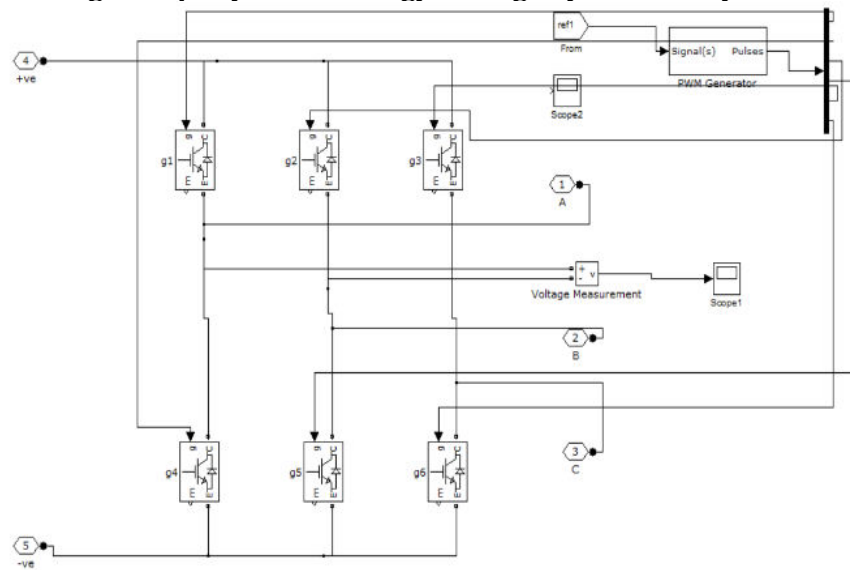 ref1
From
Signal(s) Pulses
PWM Generator
4
+ve
Scope2
g C
g1
E E
g C
g2
E E
g C
g3
E E
1
A
+
-
v
Voltage Measurement
Scope1
2
B
3
C
g C
g4
E E
g C
g5
E E
g C
g6
E E
5
-ve